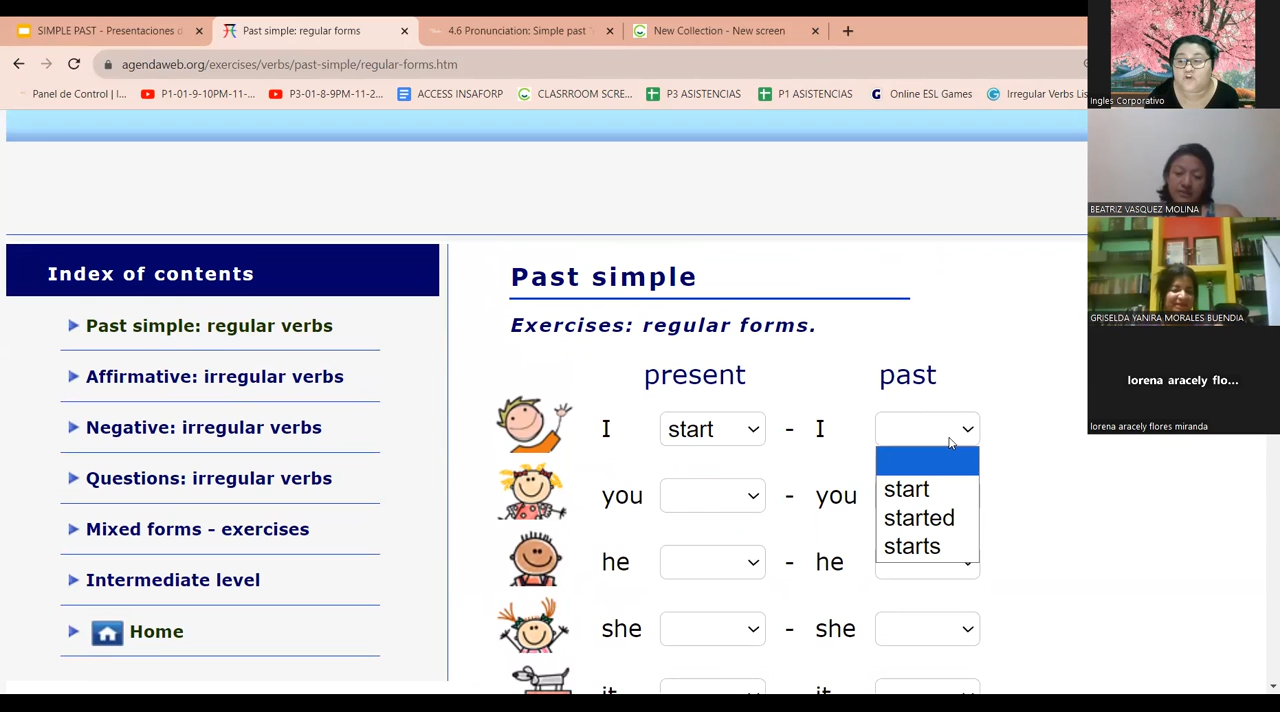 SIMPLE PAST - Presentaciones d
Past simple: regular forms
4.6 Pronunciation: Simple past
New Collection - New screen
agendaweb.org/exercises/verbs/past-simple/regular-forms.htm
Panel de Control | I...
P1-01-9-10PM-11-...
P3-01-8-9PM-11-2...
ACCESS INSAFORP
CLASRROOM SCRE...
P3 ASISTENCIAS
P1 ASISTENCIAS
Online ESL Games
Irregular Verbs Lis
Ingles Corporativo
BEATRIZ VASQUEZ MOLINA
GRISELDA YANIRA MORALES BUENDIA
lorena aracely flo...
lorena aracely flores miranda
Index of contents
Past simple: regular verbs
Affirmative: irregular verbs
Negative: irregular verbs
Questions: irregular verbs
Mixed forms - exercises
Intermediate level
Home
Past simple
Exercises: regular forms.
present past
I start - I
start
started
starts
you - you
he - he
she - she
it - it